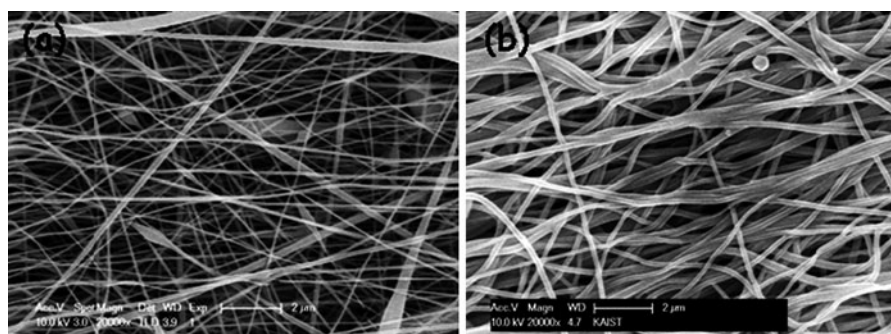 (a)
Acc.V Spot Magn Det WD Exp 2 μm
10.0 kV 3.0 20000x TLD 3.9 1
(b)
Acc.V Magn WD 2 μm
10.0 kV 20000x 4.7 KAIST